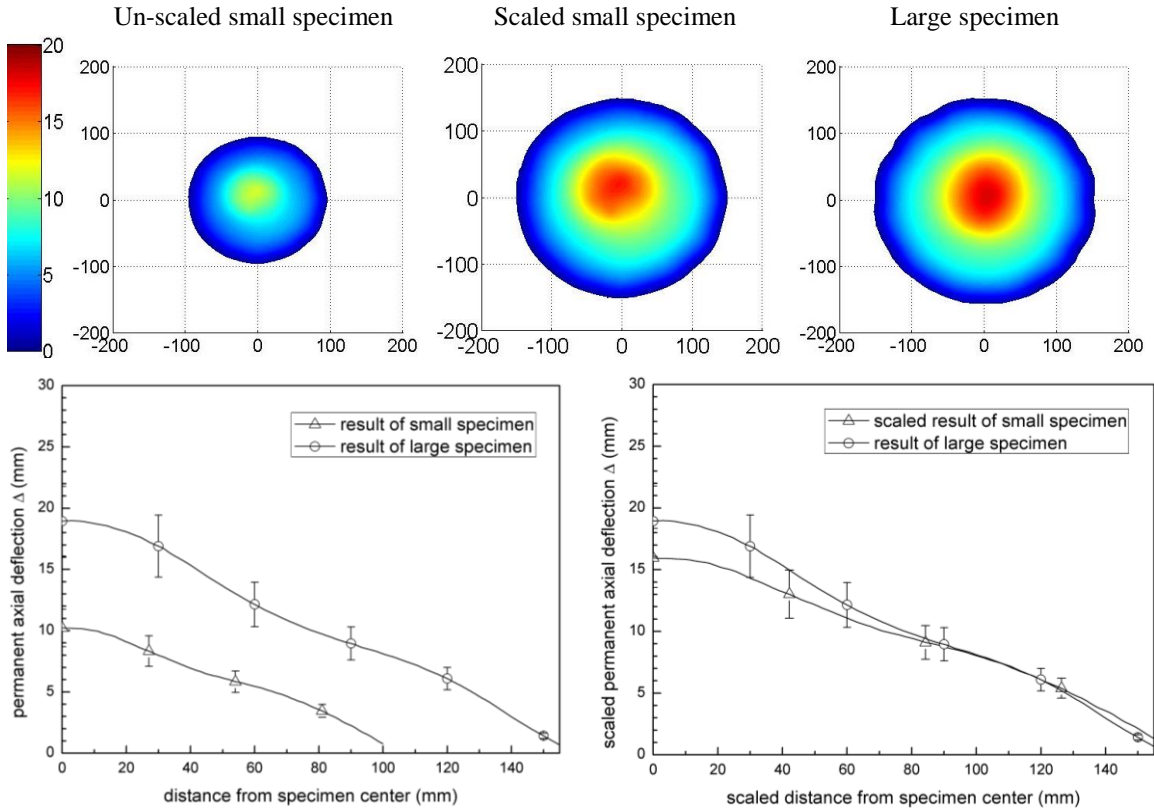 Un-scaled small specimen
Scaled small specimen
Large specimen
20
15
10
5
0
200
100
0
-100
-200
-200 -100 0 100 200
200
100
0
-100
-200
-200 -100 0 100 200
200
100
0
-100
-200
-200 -100 0 100 200
30
25
20
15
10
5
0
permanent axial deflection Δ (mm)
result of small specimen
result of large specimen
0 20 40 60 80 100 120 140
distance from specimen center (mm)
30
25
20
15
10
5
0
scaled permanent axial deflection Δ (mm)
scaled result of small specimen
result of large specimen
0 20 40 60 80 100 120 140
scaled distance from specimen center (mm)